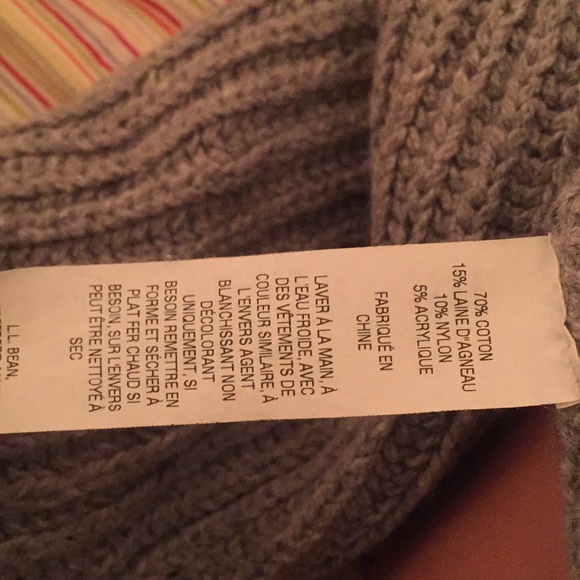 70% COTON
15% LAINE D"AGNEAU
10% NYLON
5% ACRYLIQUE
FABRIQUÉ EN
CHINE
LAVER À LA MAIN, À
L'EAU FROIDE, AVEC
DES VÊTEMENTS DE
COULEUR SIMILAIRE, À
L'ENVERS AGENT
BLANCHISSANT NON
DÉCOLORANT
UNIQUEMENT, SI
BESOIN REMETTRE EN
FORME ET SÉCHER À
PLAT FER CHAUD SI
BESOIN SUR L'ENVERS
PEUT ÊTRE NETTOYÉ À
SEC
L.L. BEAN,